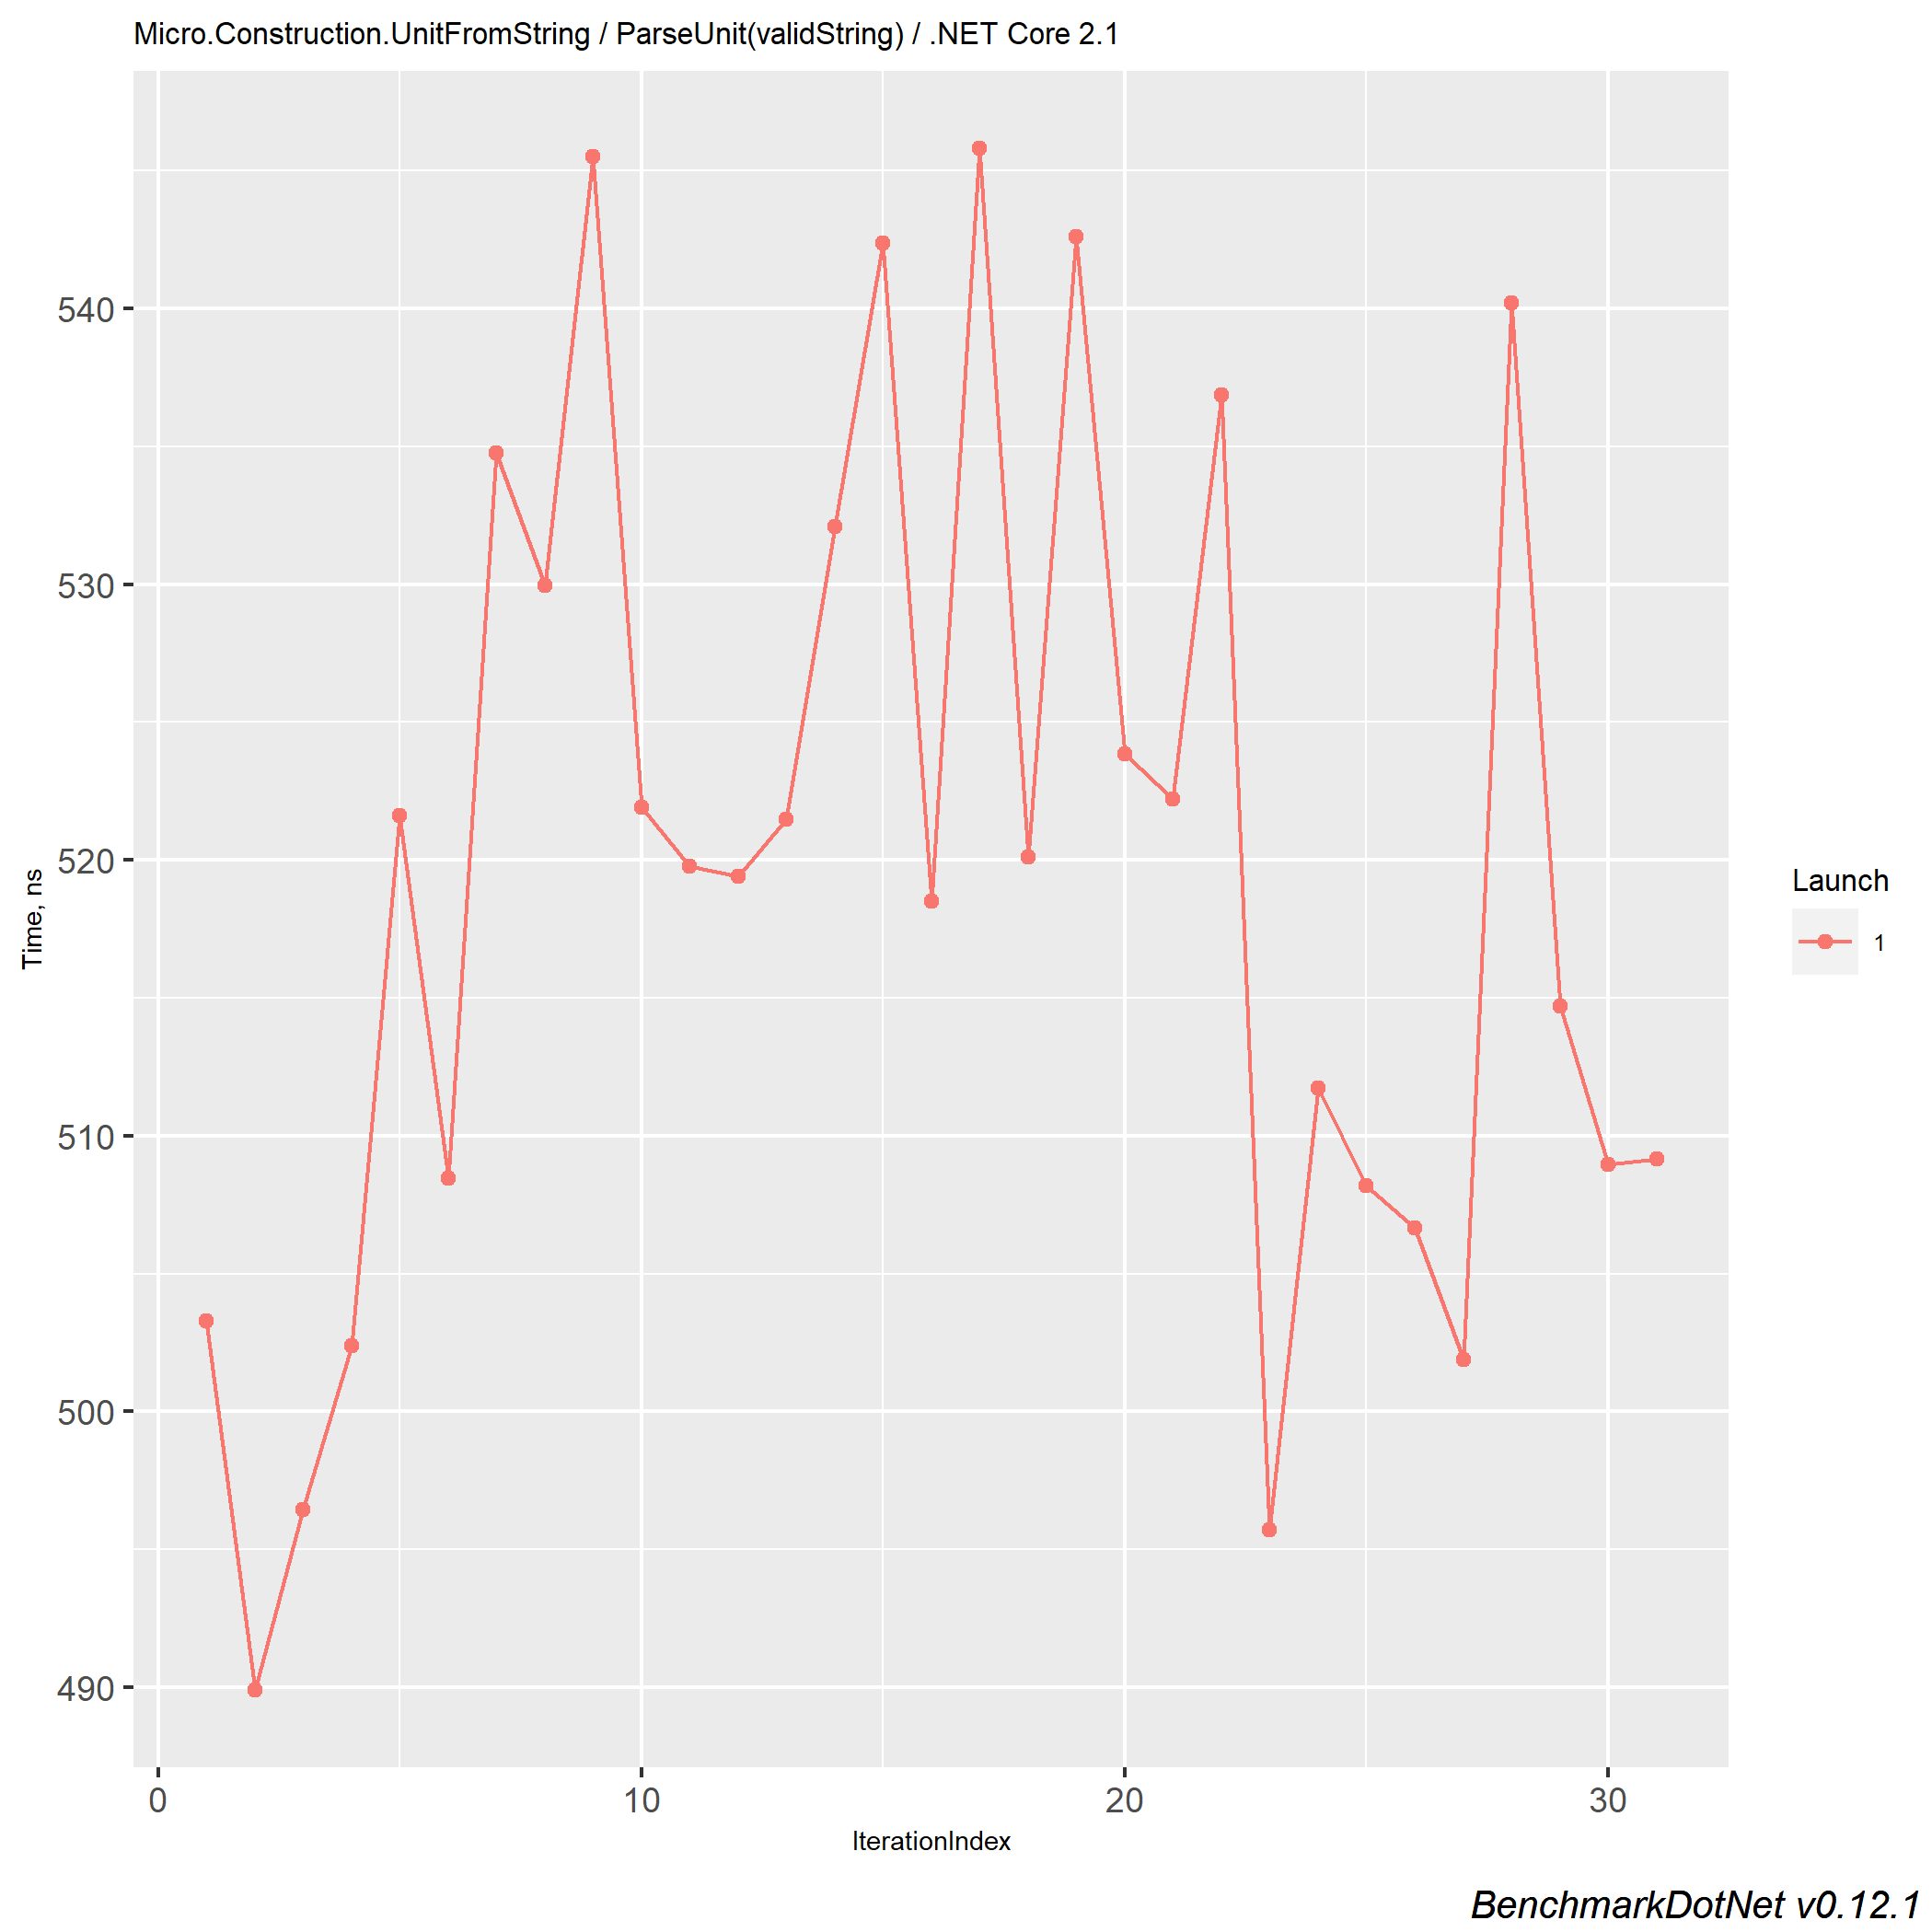 Micro.Construction.UnitFromString / ParseUnit(validString) / .NET Core 2.1
540
530
520
510
500
490
Time, ns
0 10 20 30
IterationIndex
Launch
1
BenchmarkDotNet v0.12.1